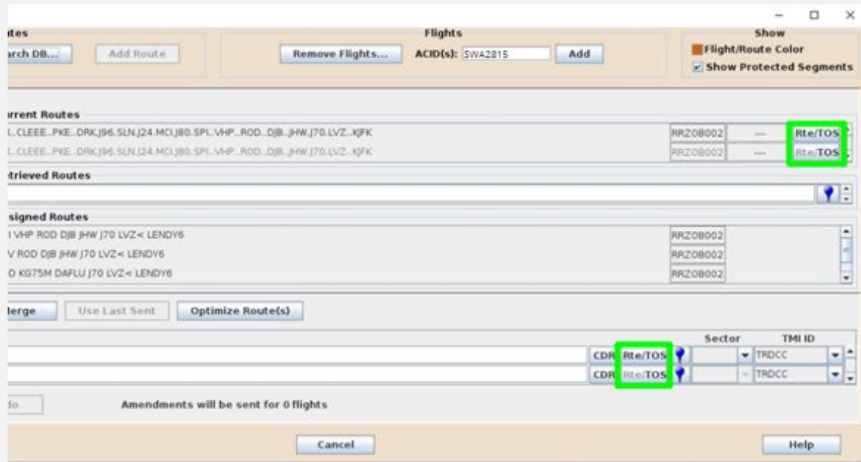 utes Flights Show
arch DB... Add Route Remove Flights... ACID(s): SWA2815 Add Flight/Route Color
Show Protected Segments
urrent Routes
CLEEE..PKE..DRK.J96.SLN.J24.MCI.J80.SPI..VHP..ROD..DJB..JHW.J70.LVZ..KJFK RRZOB002 --- Rte/TOS
CLEEE..PKE..DRK.J96.SLN.J24.MCI.J80.SPI..VHP..ROD..DJB..JHW.J70.LVZ..KJFK RRZOB002 --- Rte/TOS
etrieved Routes
signed Routes
I VHP ROD DJB JHW J70 LVZ< LENDY6 RRZOB002
V ROD DJB JHW J70 LVZ< LENDY6 RRZOB002
D KG75M DAFLU J70 LVZ< LENDY6 RRZOB002
Merge Use Last Sent Optimize Route(s)
Sector TMI ID
CDR Rte/TOS TRDCC
CDR Rte/TOS TRDCC
do Amendments will be sent for 0 flights
Cancel Help